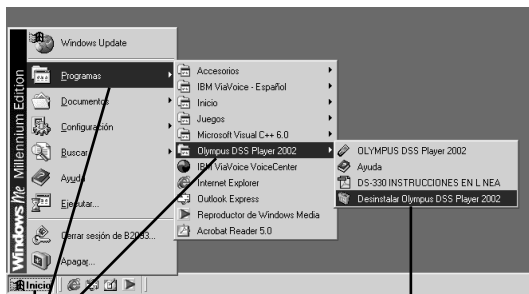 Windows Me Millennium Edition
Windows Update
Programas
Documentos
Configuración
Buscar
Ayuda
Ejecutar...
Cerrar sesión de B2093...
Apagar...
Accesorios
IBM ViaVoice - Español
Inicio
Juegos
Microsoft Visual C++ 6.0
Olympus DSS Player 2002
IBM ViaVoice VoiceCenter
Internet Explorer
Outlook Express
Reproductor de Windows Media
Acrobat Reader 5.0
OLYMPUS DSS Player 2002
Ayuda
DS-330 INSTRUCCIONES EN L NEA
Desinstalar Olympus DSS Player 2002
Inicio